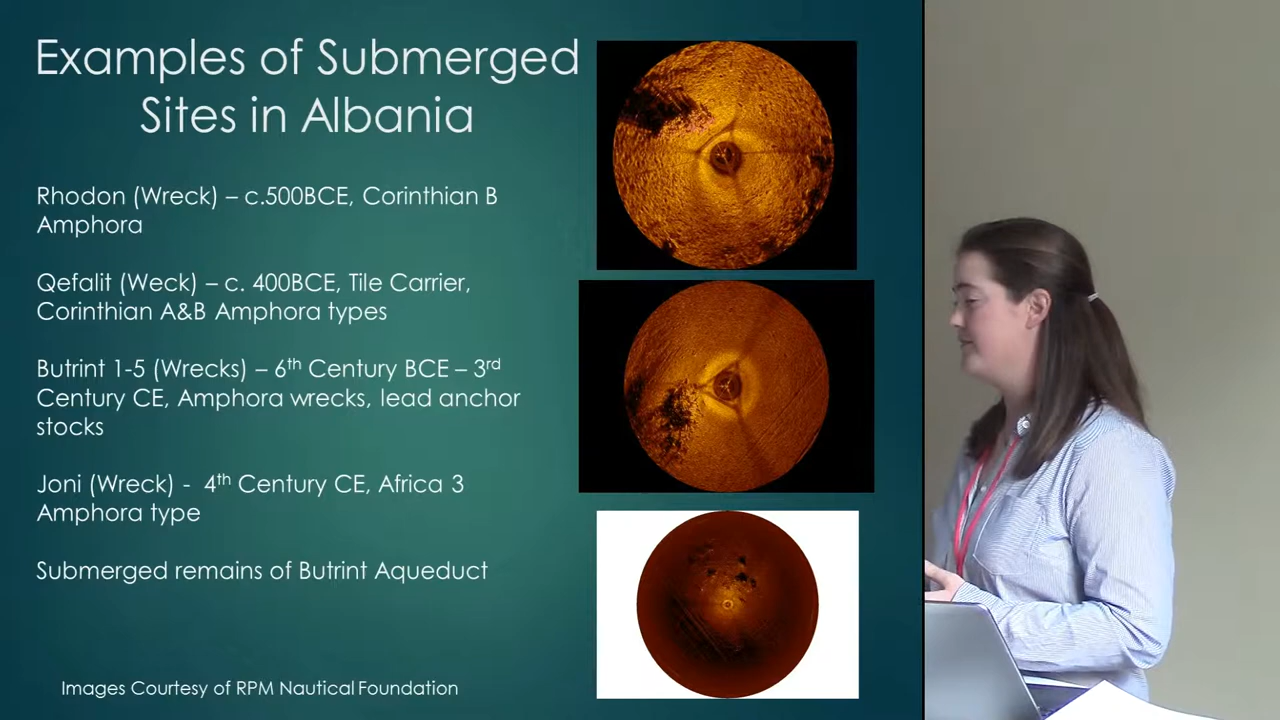 Examples of Submerged
Sites in Albania
Rhodon (Wreck) – c.500BCE, Corinthian B
Amphora
Qefalit (Weck) – c. 400BCE, Tile Carrier,
Corinthian A&B Amphora types
Butrint 1-5 (Wrecks) – 6th Century BCE – 3rd
Century CE, Amphora wrecks, lead anchor
stocks
Joni (Wreck) - 4th Century CE, Africa 3
Amphora type
Submerged remains of Butrint Aqueduct
Images Courtesy of RPM Nautical Foundation